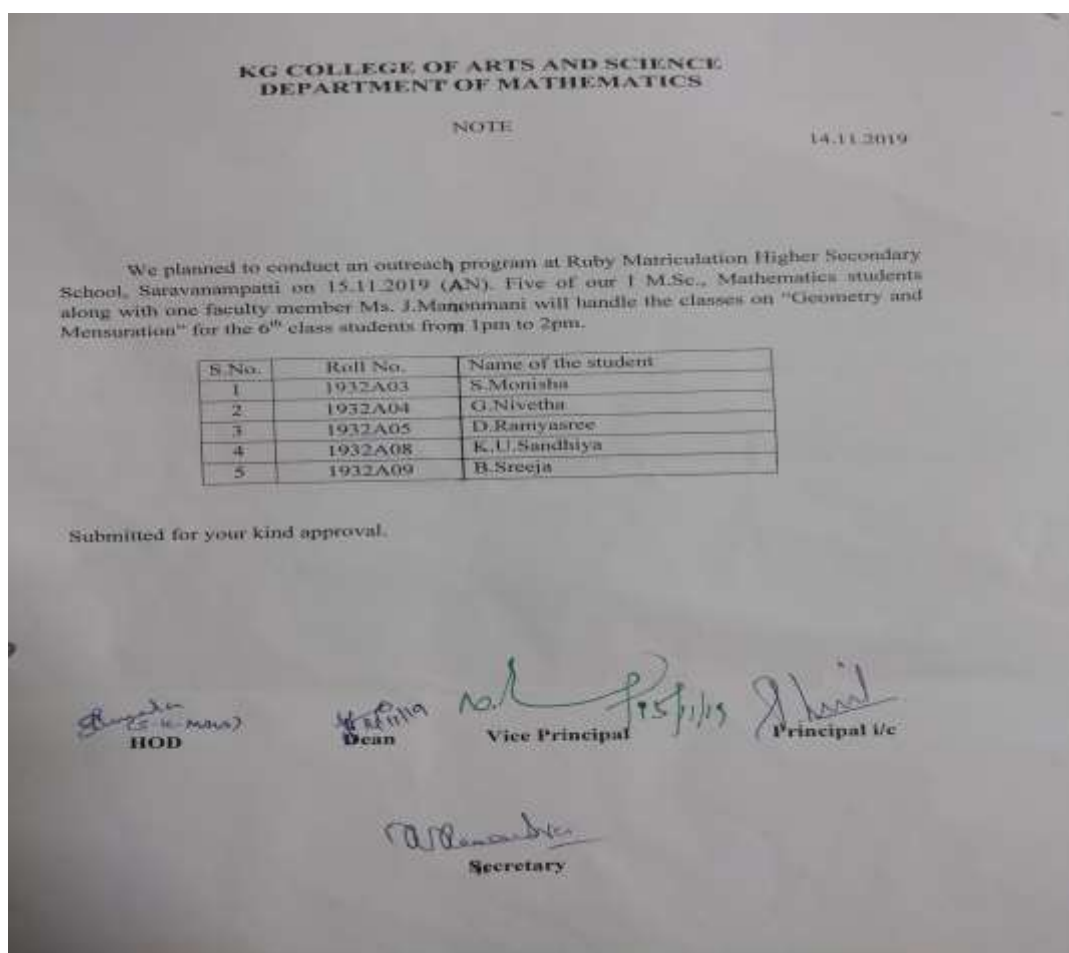 KG COLLEGE OF ARTS AND SCIENCE
DEPARTMENT OF MATHEMATICS
NOTE
14.11.2019
We planned to conduct an outreach program at Ruby Matriculation Higher Secondary
School, Saravanampatti on 15.11.2019 (AN). Five of our I M.Sc., Mathematics students
along with one faculty member Ms. J.Manonmani will handle the classes on "Geometry and
Mensuration" for the 6th class students from 1pm to 2pm.
S.No. Roll No. Name of the student
1 1932A03 S.Monisha
2 1932A04 G.Nivetha
3 1932A05 D.Ramyasree
4 1932A08 K.U.Sandhiya
5 1932A09 B.Sreeja
Submitted for your kind approval.
15/11/19
HOD Dean Vice Principal Principal i/c
Secretary